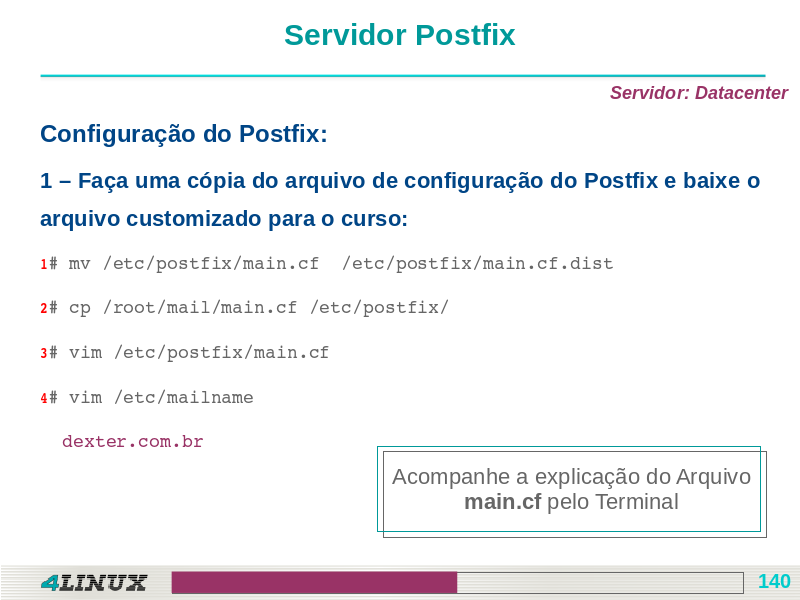 Servidor Postfix
Servidor: Datacenter
Configuração do Postfix:
1 – Faça uma cópia do arquivo de configuração do Postfix e baixe o
arquivo customizado para o curso:
1# mv /etc/postfix/main.cf  /etc/postfix/main.cf.dist
2# cp /root/mail/main.cf /etc/postfix/
3# vim /etc/postfix/main.cf
4# vim /etc/mailname
dexter.com.br
Acompanhe a explicação do Arquivo
main.cf pelo Terminal
4LINUX
140